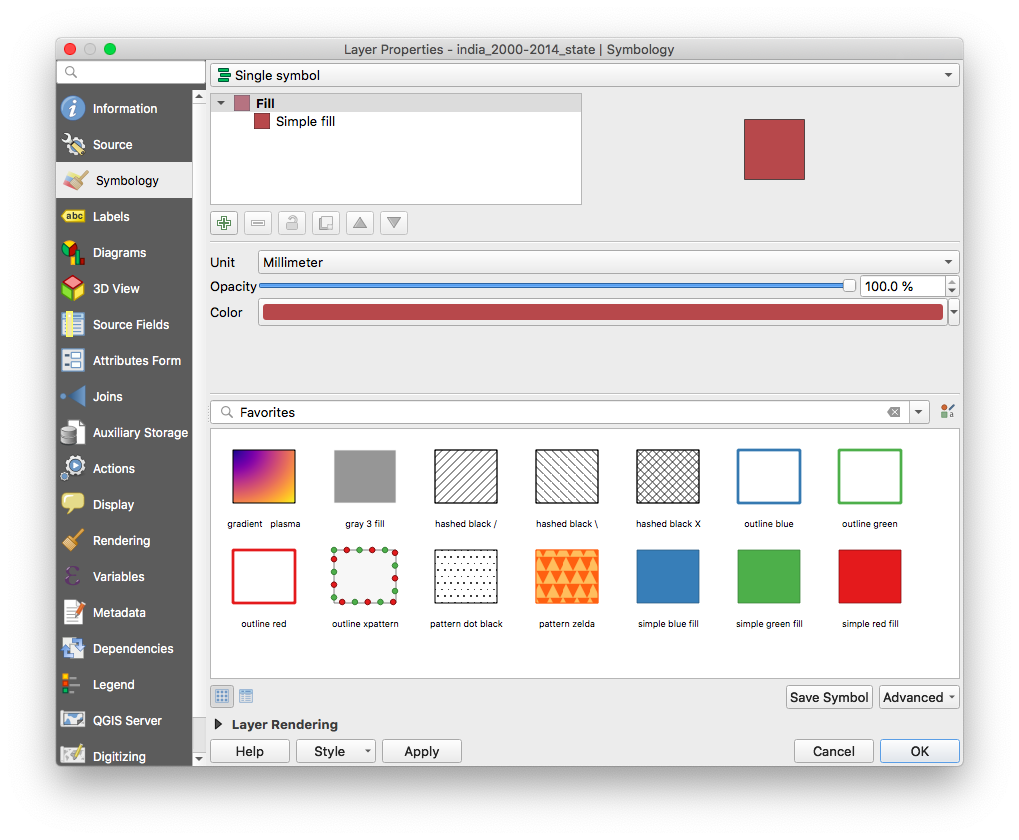 Layer Properties - india_2000-2014_state | Symbology
Information
Source
Symbology
abc
Labels
Diagrams
3D View
Source Fields
Attributes Form
Joins
Auxiliary Storage
Actions
Display
Rendering
Variables
Metadata
Dependencies
Legend
QGIS Server
Digitizing
Single symbol
Fill
Simple fill
Unit
Millimeter
Opacity
100.0 %
Color
Favorites
gradient plasma
gray 3 fill
hashed black /
hashed black \
hashed black X
outline blue
outline green
outline red
outline xpattern
pattern dot black
pattern zelda
simple blue fill
simple green fill
simple red fill
Save Symbol
Advanced
Layer Rendering
Help
Style
Apply
Cancel
OK